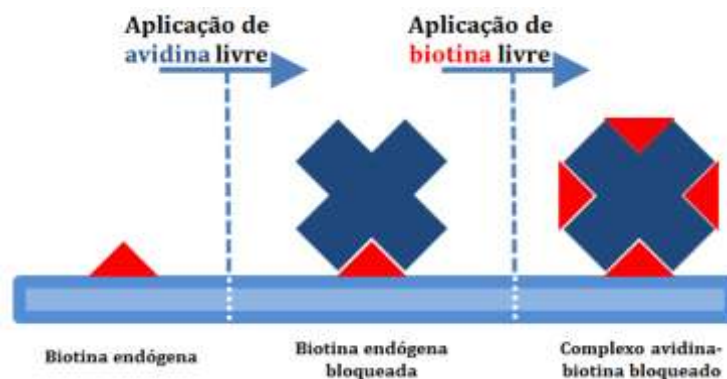 Aplicação de
avidina livre
Aplicação de
biotina livre
Biotina endógena
Biotina endógena
bloqueada
Complexo avidina-
biotina bloqueado